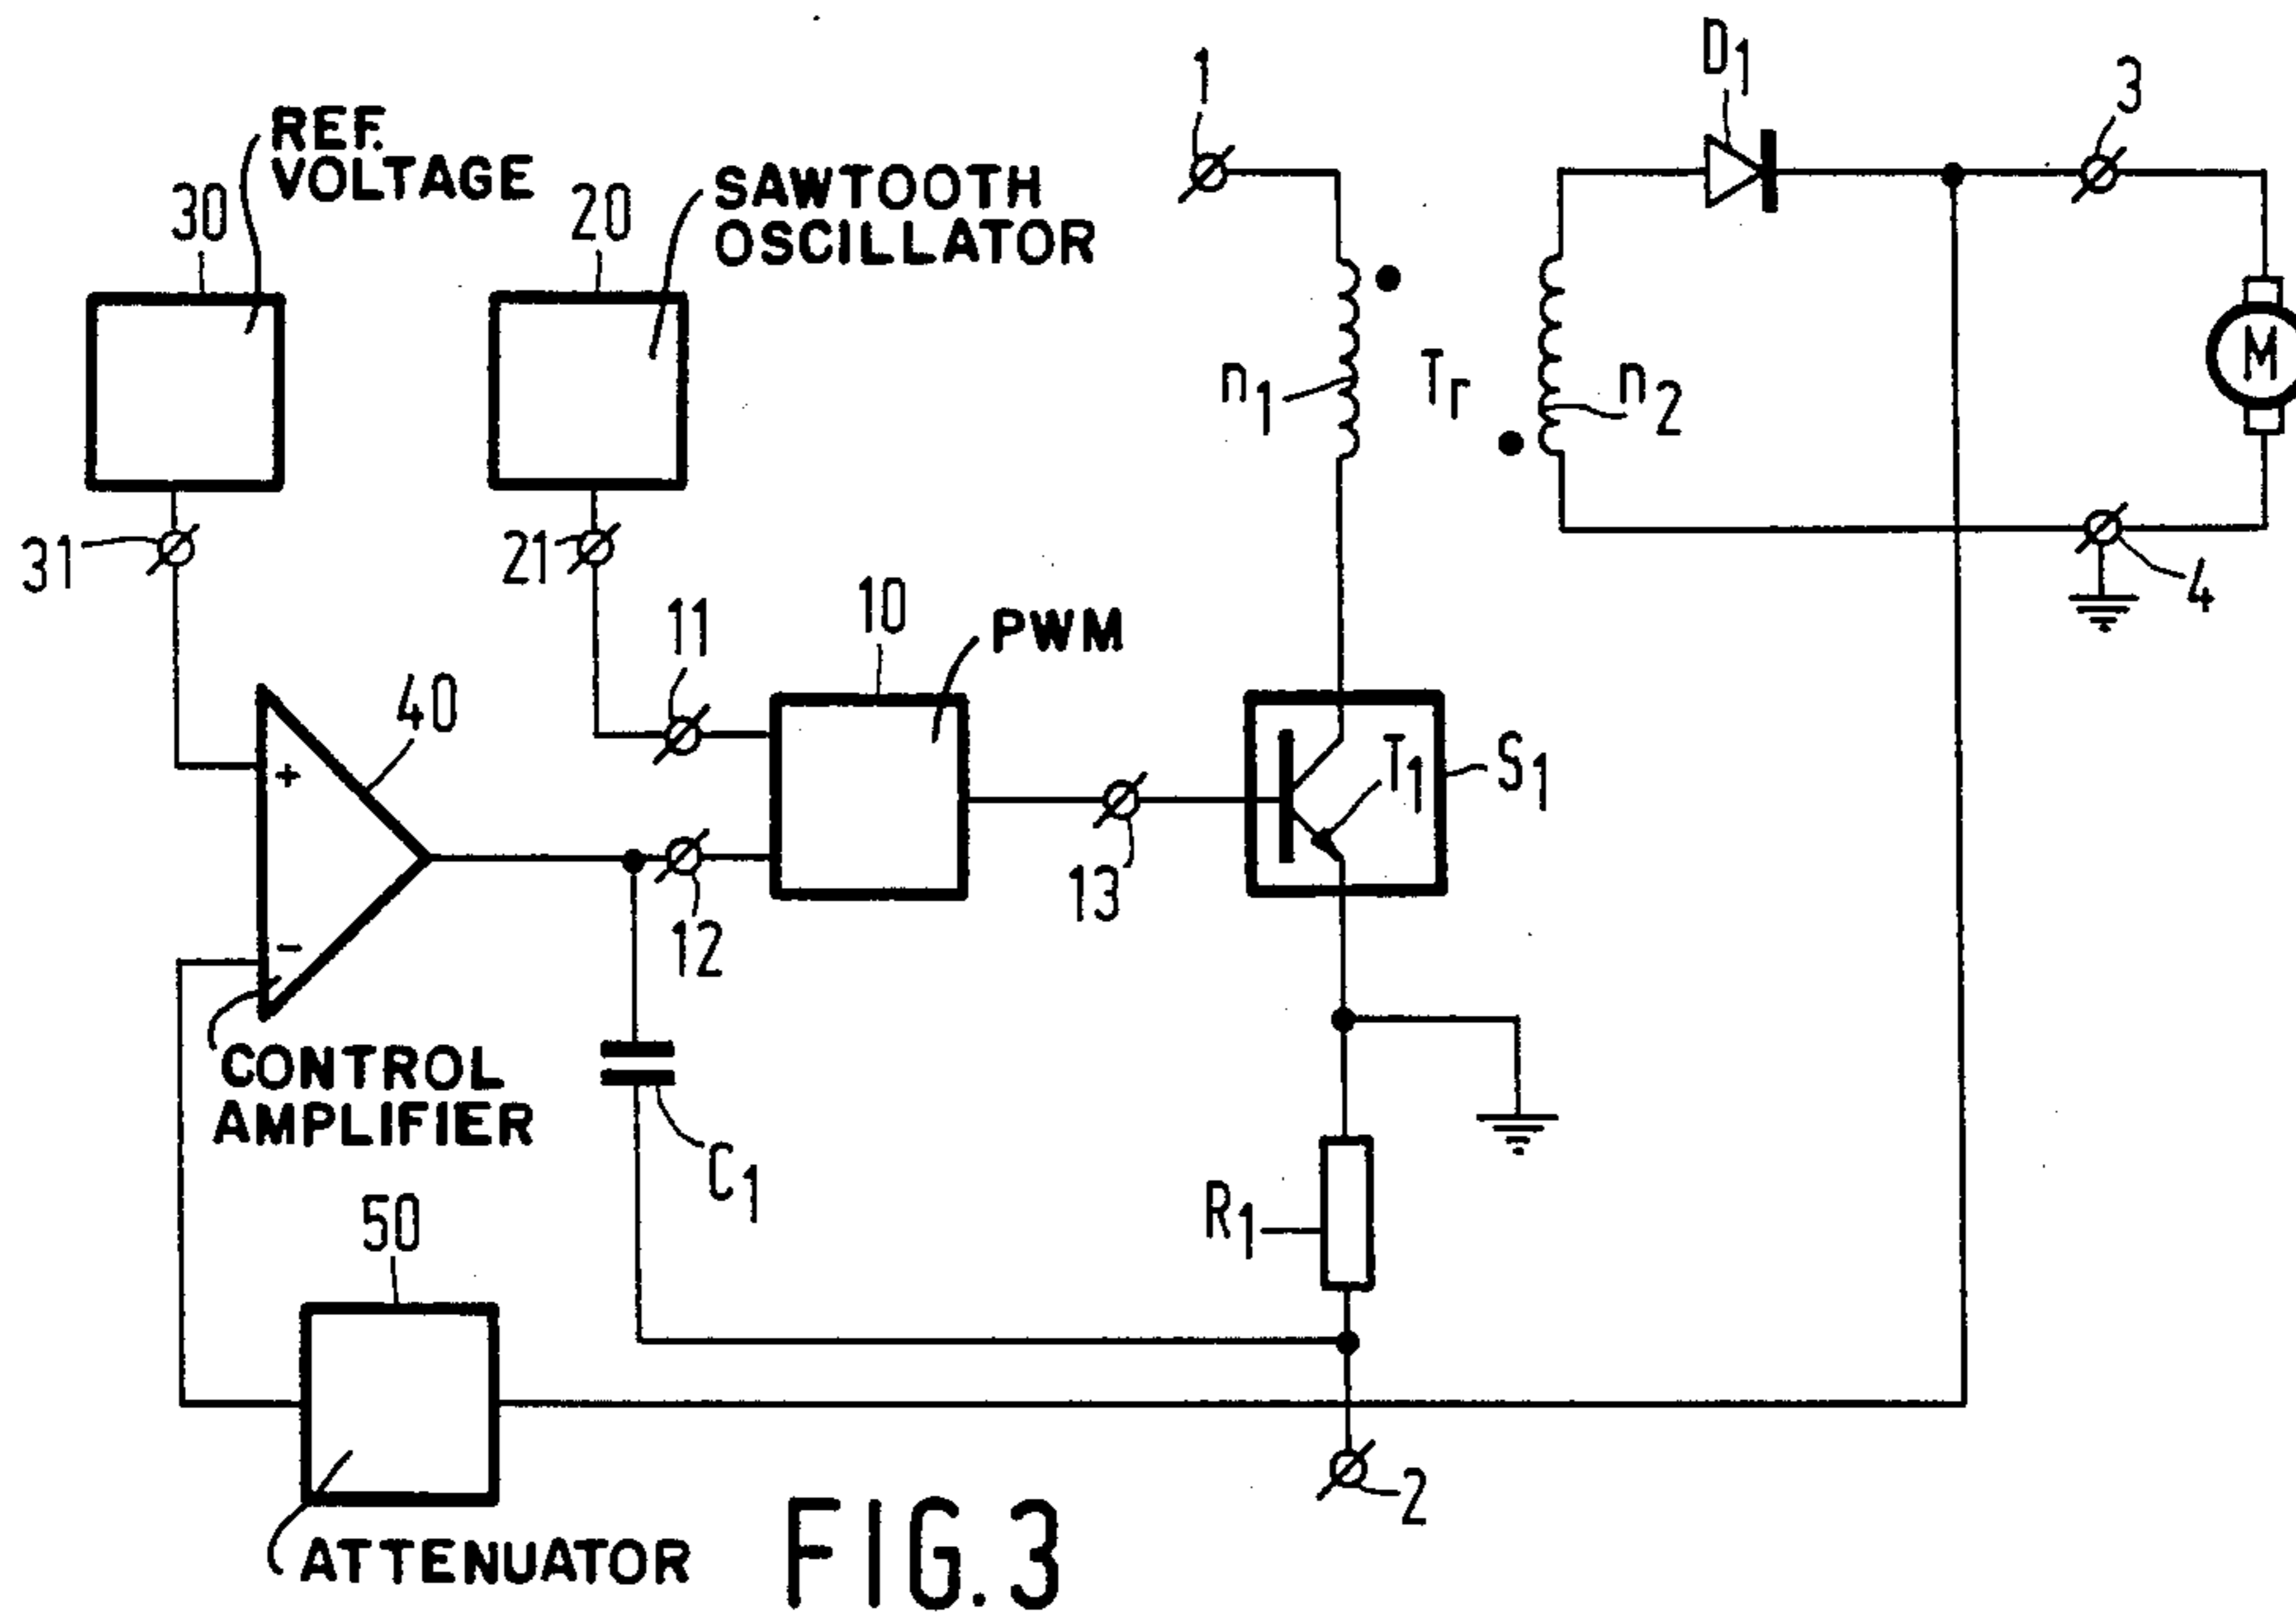 1
D1
3
REF.
VOLTAGE
30
20
SAWTOOTH
OSCILLATOR
n1
Tr
n2
M
31
21
11
10
PWM
4
40
+
T1
S1
-
12
13
CONTROL
AMPLIFIER
C1
R1
50
2
ATTENUATOR
FIG.3